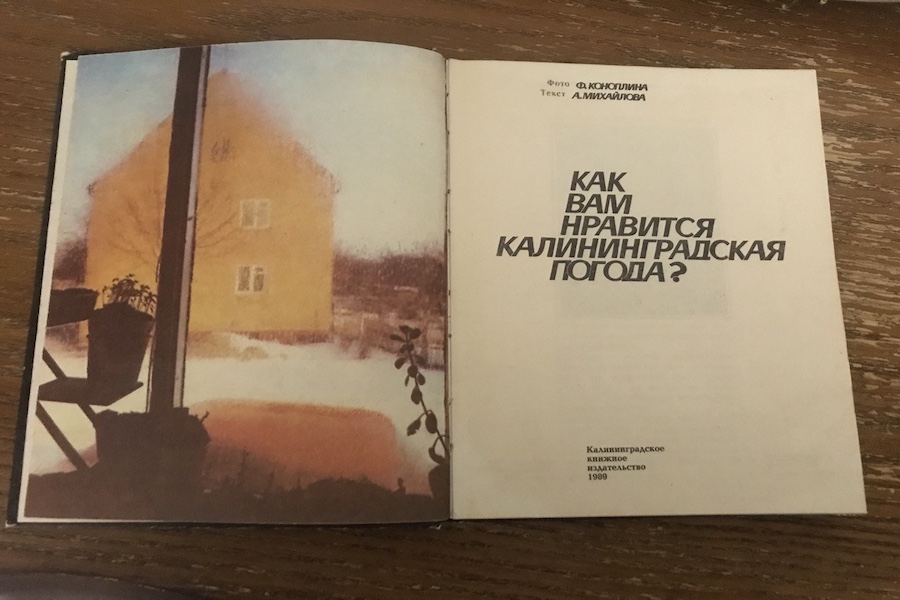 Фото Ф. КОНОПЛИНА
Текст А. МИХАЙЛОВА
КАК
ВАМ
НРАВИТСЯ
КАЛИНИНГРАДСКАЯ
ПОГОДА?
Калининградское
книжное
издательство
1989